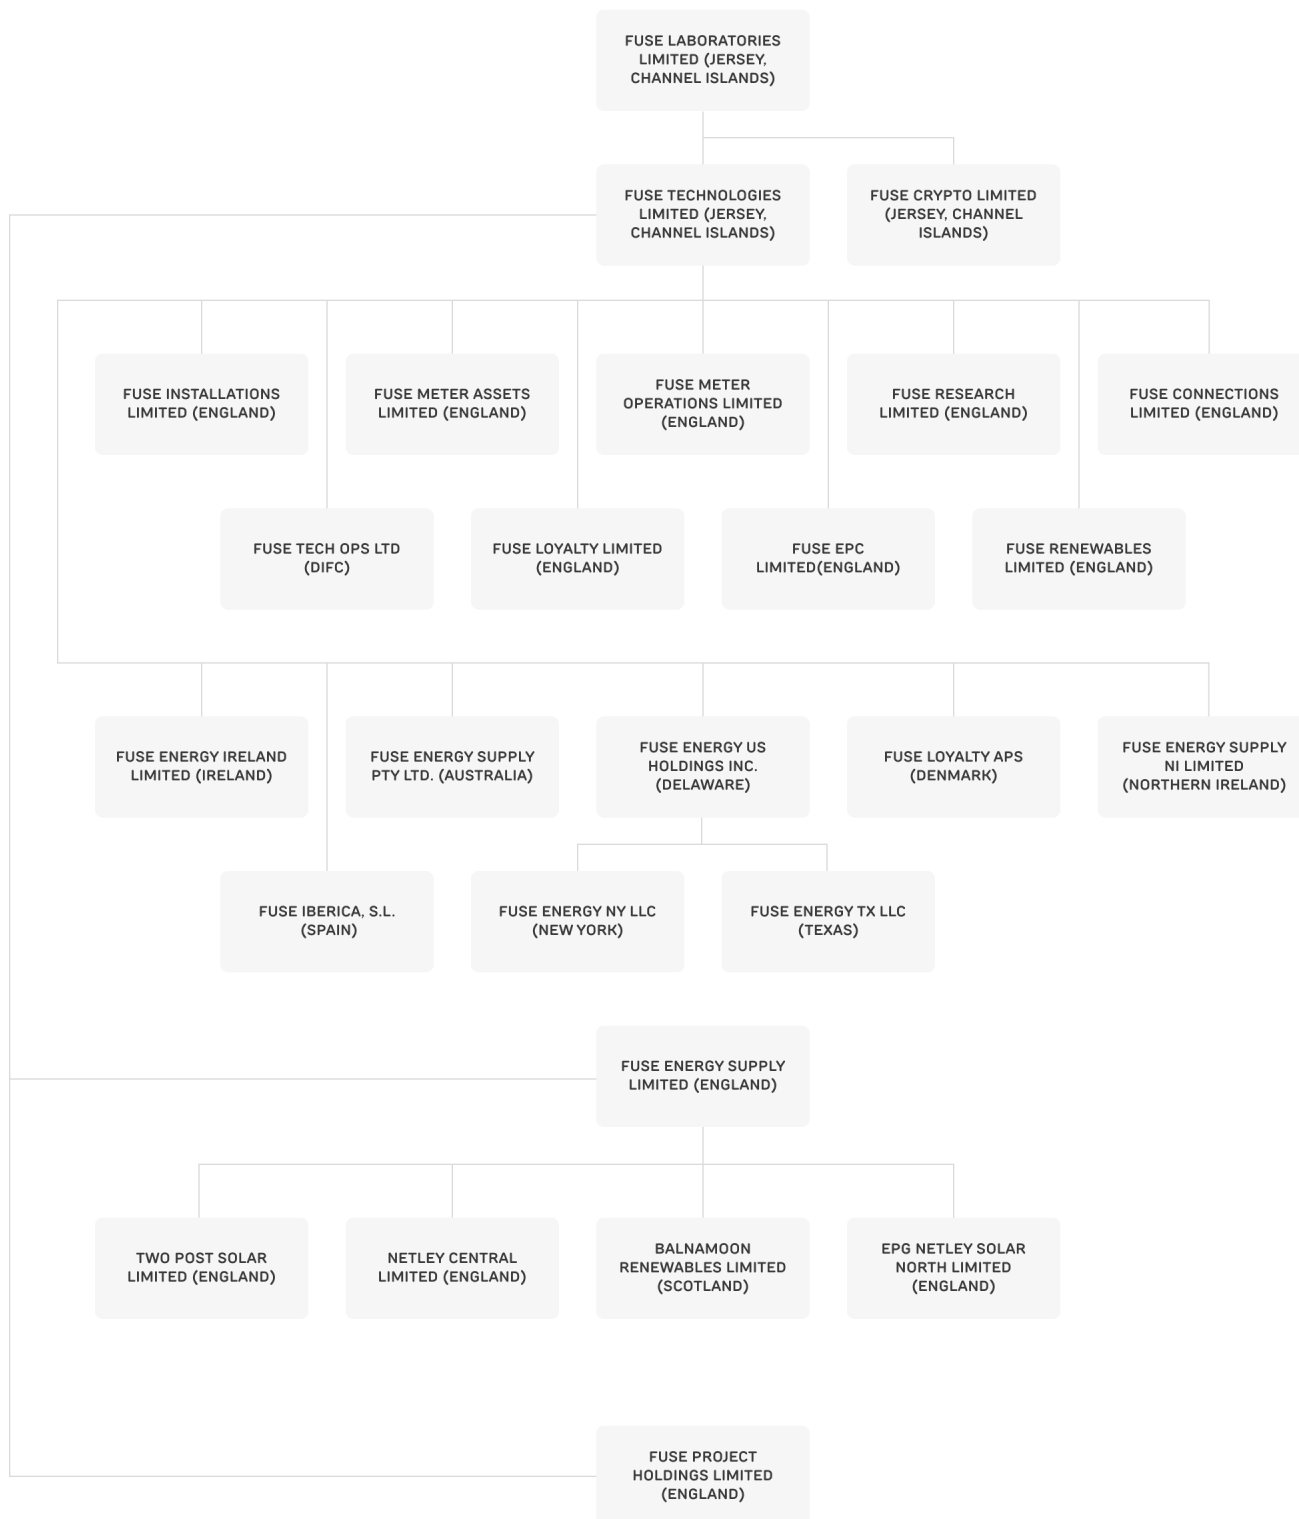 FUSE LABORATORIES
LIMITED (JERSEY,
CHANNEL ISLANDS)
FUSE TECHNOLOGIES
LIMITED (JERSEY,
CHANNEL ISLANDS)
FUSE CRYPTO LIMITED
(JERSEY, CHANNEL
ISLANDS)
FUSE INSTALLATIONS
LIMITED (ENGLAND)
FUSE METER ASSETS
LIMITED (ENGLAND)
FUSE METER
OPERATIONS LIMITED
(ENGLAND)
FUSE RESEARCH
LIMITED (ENGLAND)
FUSE CONNECTIONS
LIMITED (ENGLAND)
FUSE TECH OPS LTD
(DIFC)
FUSE LOYALTY LIMITED
(ENGLAND)
FUSE EPC
LIMITED(ENGLAND)
FUSE RENEWABLES
LIMITED (ENGLAND)
FUSE ENERGY IRELAND
LIMITED (IRELAND)
FUSE ENERGY SUPPLY
PTY LTD. (AUSTRALIA)
FUSE ENERGY US
HOLDINGS INC.
(DELAWARE)
FUSE LOYALTY APS
(DENMARK)
FUSE ENERGY SUPPLY
NI LIMITED
(NORTHERN IRELAND)
FUSE IBERICA, S.L.
(SPAIN)
FUSE ENERGY NY LLC
(NEW YORK)
FUSE ENERGY TX LLC
(TEXAS)
FUSE ENERGY SUPPLY
LIMITED (ENGLAND)
TWO POST SOLAR
LIMITED (ENGLAND)
NETLEY CENTRAL
LIMITED (ENGLAND)
BALNAMOON
RENEWABLES LIMITED
(SCOTLAND)
EPG NETLEY SOLAR
NORTH LIMITED
(ENGLAND)
FUSE PROJECT
HOLDINGS LIMITED
(ENGLAND)